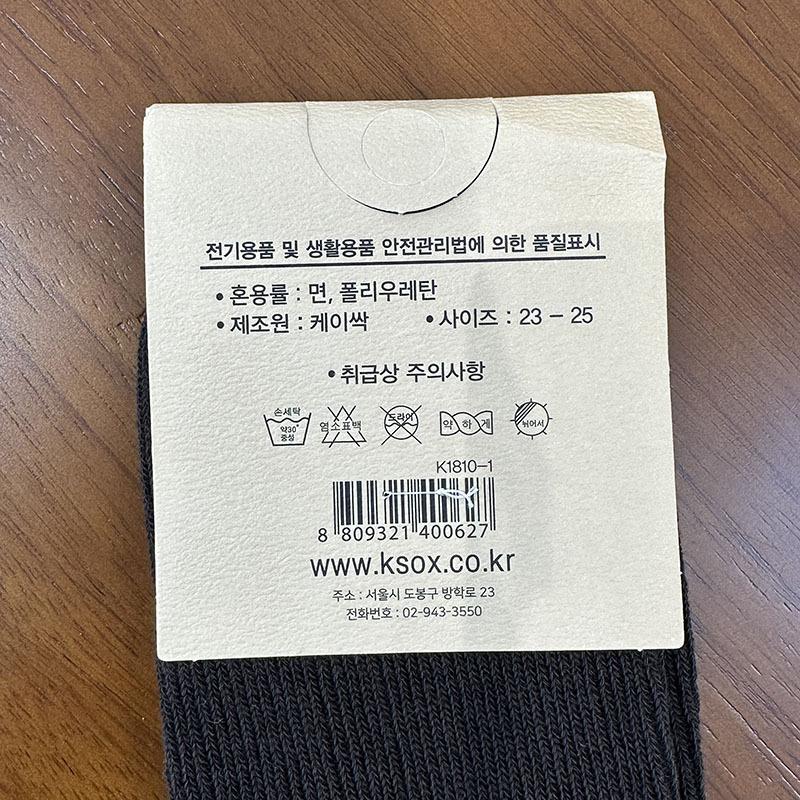 전기용품 및 생활용품 안전관리법에 의한 품질표시
• 혼용률 : 면, 폴리우레탄
• 제조원 : 케이싹 • 사이즈 : 23 - 25
• 취급상 주의사항
손세탁
약30°
중성
염소표백
드라이
약하게
뉘어서
K1810-1
8 809321 400627
www.ksox.co.kr
주소 : 서울시 도봉구 방학로 23
전화번호 : 02-943-3550